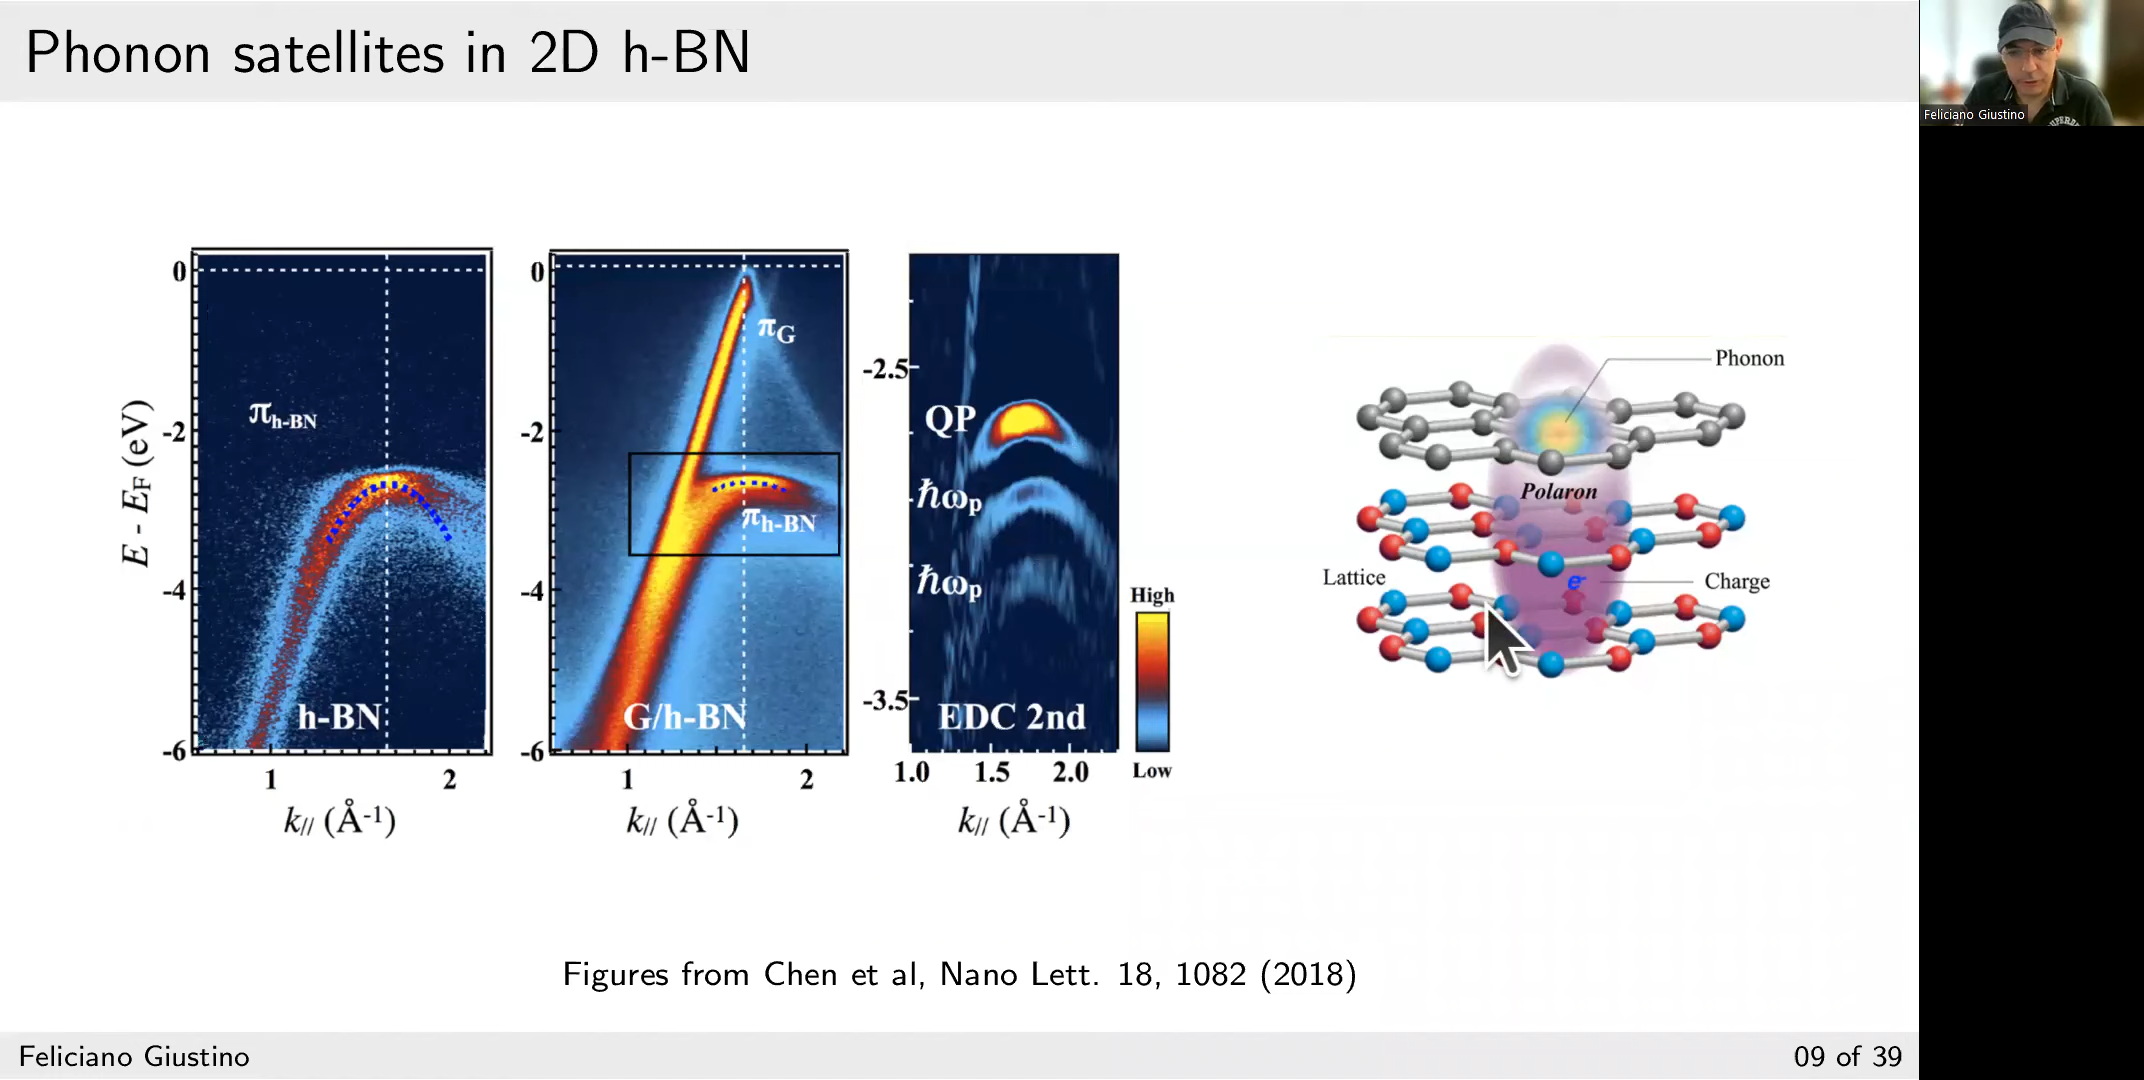 Phonon satellites in 2D h-BN
Feliciano Giustino
E - E_F (eV)
0
-2
-4
-6
π_h-BN
h-BN
1
2
k_// (Å^-1)
0
-2
-4
-6
π_G
π_h-BN
G/h-BN
1
2
k_// (Å^-1)
-2.5
-3.5
QP
ħω_p
ħω_p
EDC 2nd
1.0
1.5
2.0
k_// (Å^-1)
High
Low
Phonon
Polaron
Lattice
e^-
Charge
Figures from Chen et al, Nano Lett. 18, 1082 (2018)
Feliciano Giustino
09 of 39